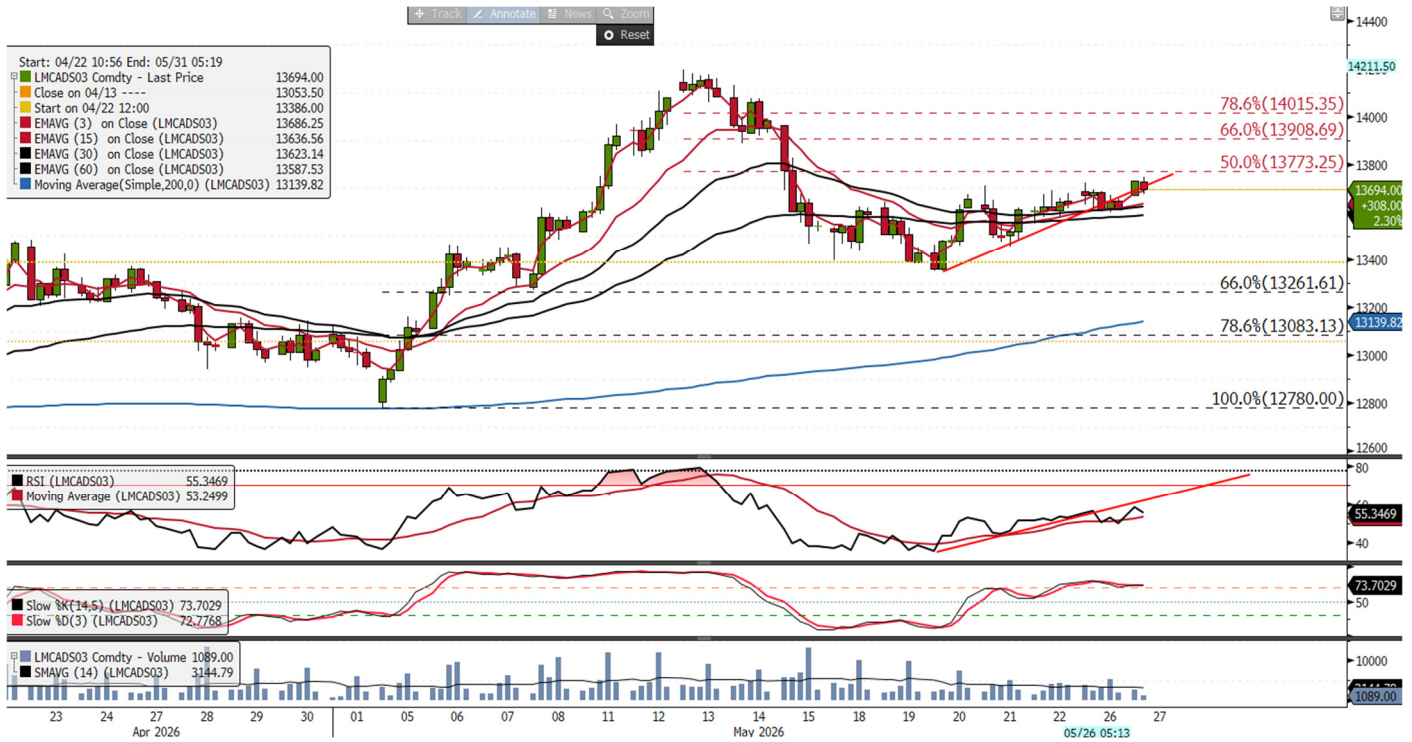 Track Annotate News Zoom
Reset
Start: 04/22 10:56 End: 05/31 05:19
LMCADS03 Comdty - Last Price 13694.00
Close on 04/13 ---- 13053.50
Start on 04/22 12:00 13386.00
EMAVG (3) on Close (LMCADS03) 13686.25
EMAVG (15) on Close (LMCADS03) 13636.56
EMAVG (30) on Close (LMCADS03) 13623.14
EMAVG (60) on Close (LMCADS03) 13587.53
Moving Average(Simple,200,0) (LMCADS03) 13139.82
78.6%(14015.35)
66.0%(13908.69)
50.0%(13773.25)
66.0%(13261.61)
78.6%(13083.13)
100.0%(12780.00)
14400
14211.50
14000
13800
13694.00
+308.00
2.30%
13400
13200
13139.82
13000
12800
12600
RSI (LMCADS03) 55.3469
Moving Average (LMCADS03) 53.2499
80
55.3469
40
Slow %K(14,5) (LMCADS03) 73.7029
Slow %D(3) (LMCADS03) 72.7768
73.7029
50
LMCADS03 Comdty - Volume 1089.00
SMAVG (14) (LMCADS03) 3144.79
10000
1089.00
23 24 27 28 29 30 01 05 06 07 08 11 12 13 14 15 18 19 20 21 22 26 27
Apr 2026 May 2026 05/26 05:13